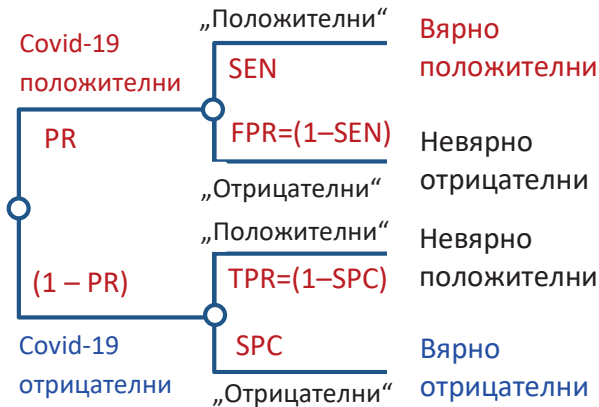 „Положителни“
Covid-19
положителни
SEN
Вярно
положителни
PR
FPR=(1–SEN)
Невярно
отрицателни
„Отрицателни“
„Положителни“
Невярно
положителни
(1 – PR)
TPR=(1–SPC)
Covid-19
отрицателни
SPC
Вярно
отрицателни
„Отрицателни“